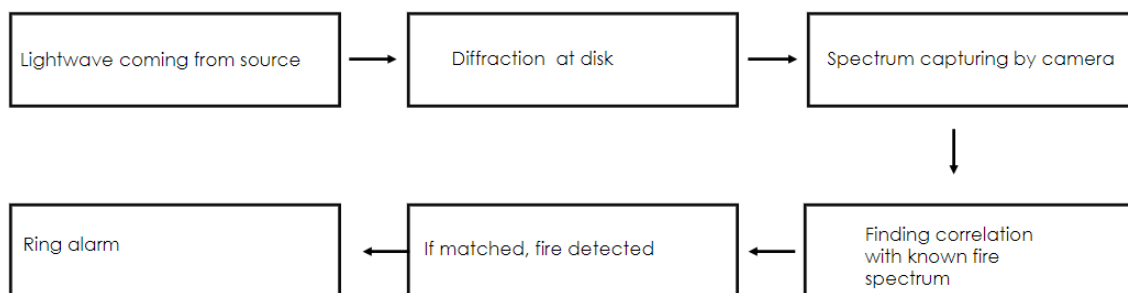 Lightwave coming from source
Diffraction at disk
Spectrum capturing by camera
Finding correlation
with known fire
spectrum
If matched, fire detected
Ring alarm